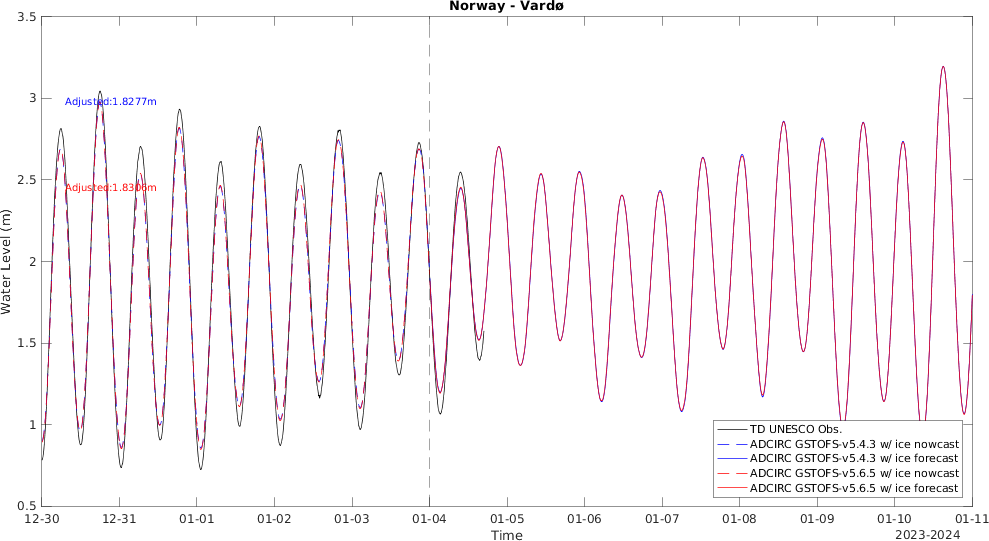 Norway - Vardø
3.5
3
2.5
2
1.5
1
0.5
Water Level (m)
Adjusted:1.8277m
Adjusted:1.8306m
TD UNESCO Obs.
ADCIRC GSTOFS-v5.4.3 w/ ice nowcast
ADCIRC GSTOFS-v5.4.3 w/ ice forecast
ADCIRC GSTOFS-v5.6.5 w/ ice nowcast
ADCIRC GSTOFS-v5.6.5 w/ ice forecast
12-30 12-31 01-01 01-02 01-03 01-04 01-05 01-06 01-07 01-08 01-09 01-10 01-11
Time
2023-2024